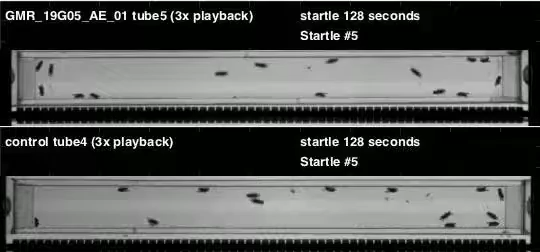 GMR_19G05_AE_01 tube5 (3x playback) startle 128 seconds
Startle #5
control tube4 (3x playback) startle 128 seconds
Startle #5